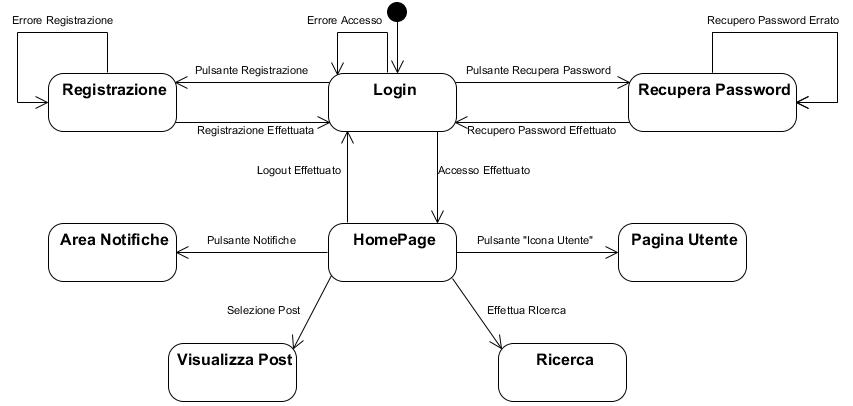 Errore Registrazione
Errore Accesso
Recupero Password Errato
Pulsante Registrazione
Pulsante Recupera Password
Registrazione
Login
Recupera Password
Registrazione Effettuata
Recupero Password Effettuato
Logout Effettuato
Accesso Effettuato
Area Notifiche
Pulsante Notifiche
HomePage
Pulsante "Icona Utente"
Pagina Utente
Selezione Post
Effettua RIcerca
Visualizza Post
Ricerca